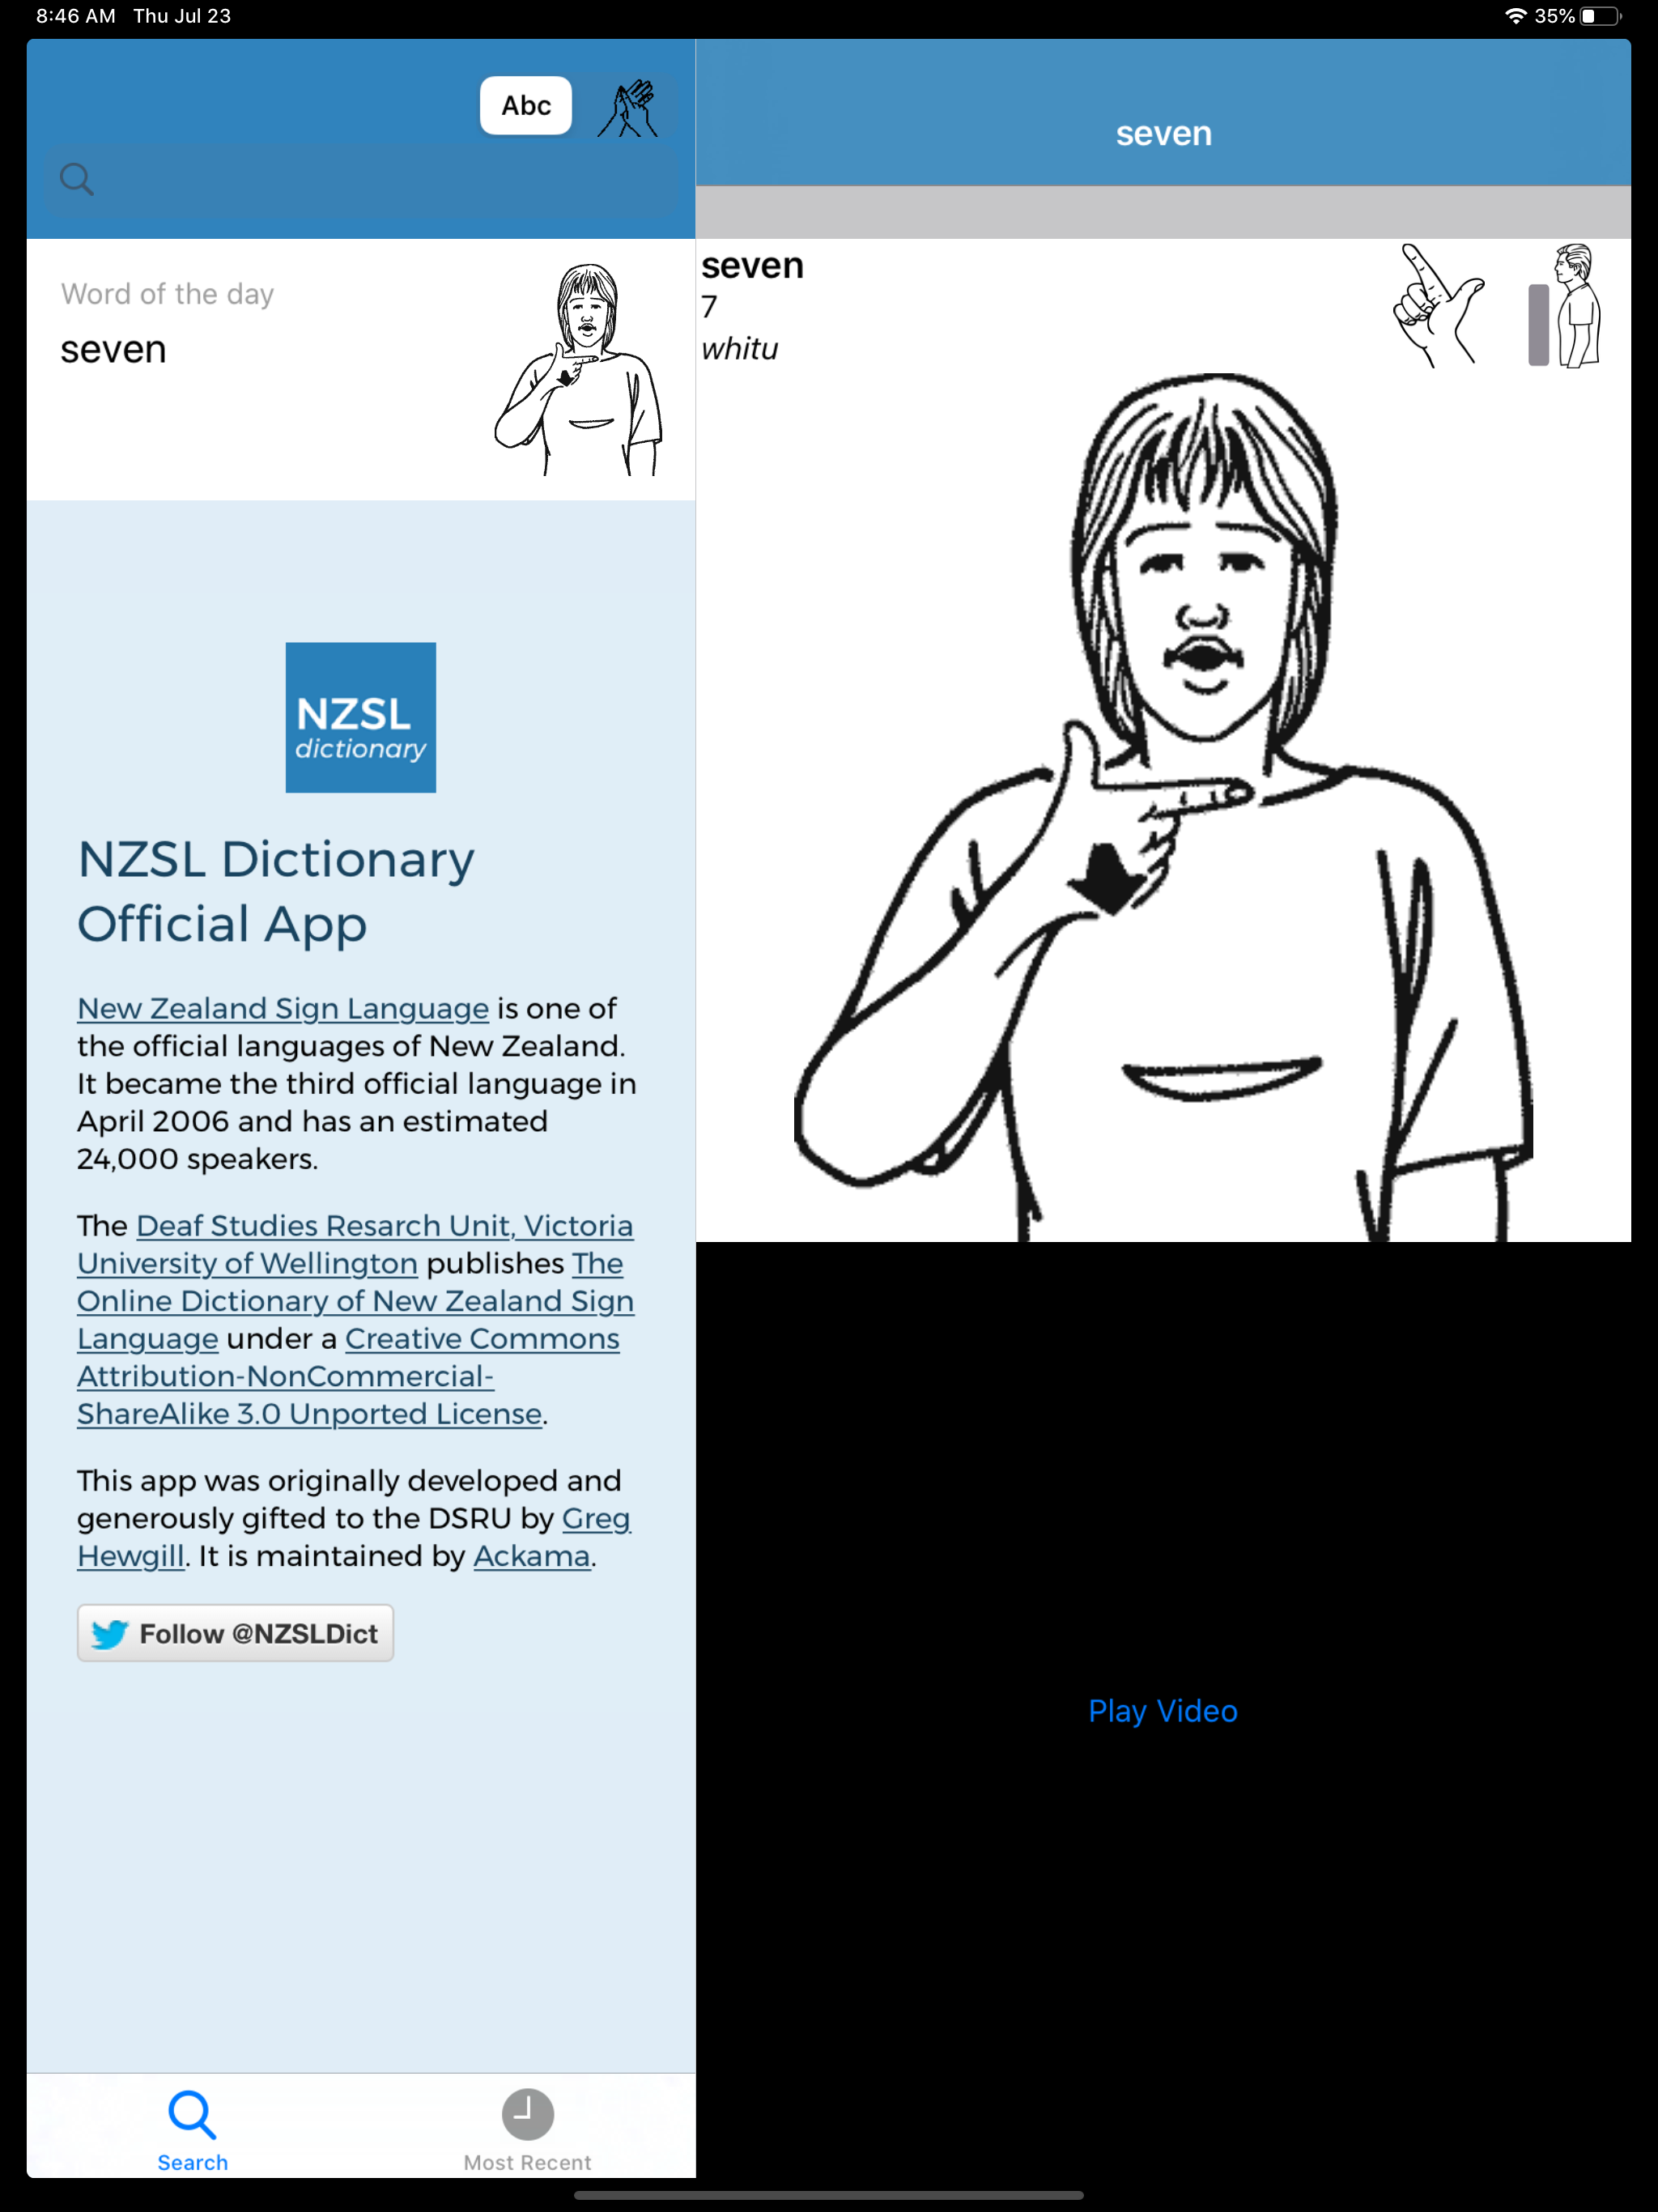 8:46 AM Thu Jul 23
35%
Abc
Word of the day
seven
NZSL
dictionary
NZSL Dictionary
Official App
New Zealand Sign Language is one of
the official languages of New Zealand.
It became the third official language in
April 2006 and has an estimated
24,000 speakers.
The Deaf Studies Resarch Unit, Victoria
University of Wellington publishes The
Online Dictionary of New Zealand Sign
Language under a Creative Commons
Attribution-NonCommercial-
ShareAlike 3.0 Unported License.
This app was originally developed and
generously gifted to the DSRU by Greg
Hewgill. It is maintained by Ackama.
Follow @NZSLDict
Search
Most Recent
seven
seven
7
whitu
Play Video